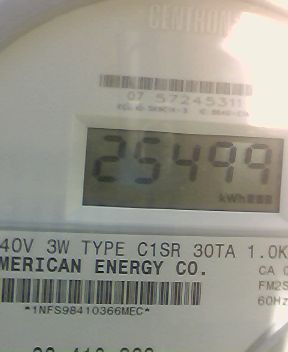 CENTRON
07 57245311
25499
kWh
40V 3W TYPE C1SR 30TA 1.0K
MERICAN ENERGY CO.
CA 0
FM2S
60Hz
*1NFS98410366MEC*